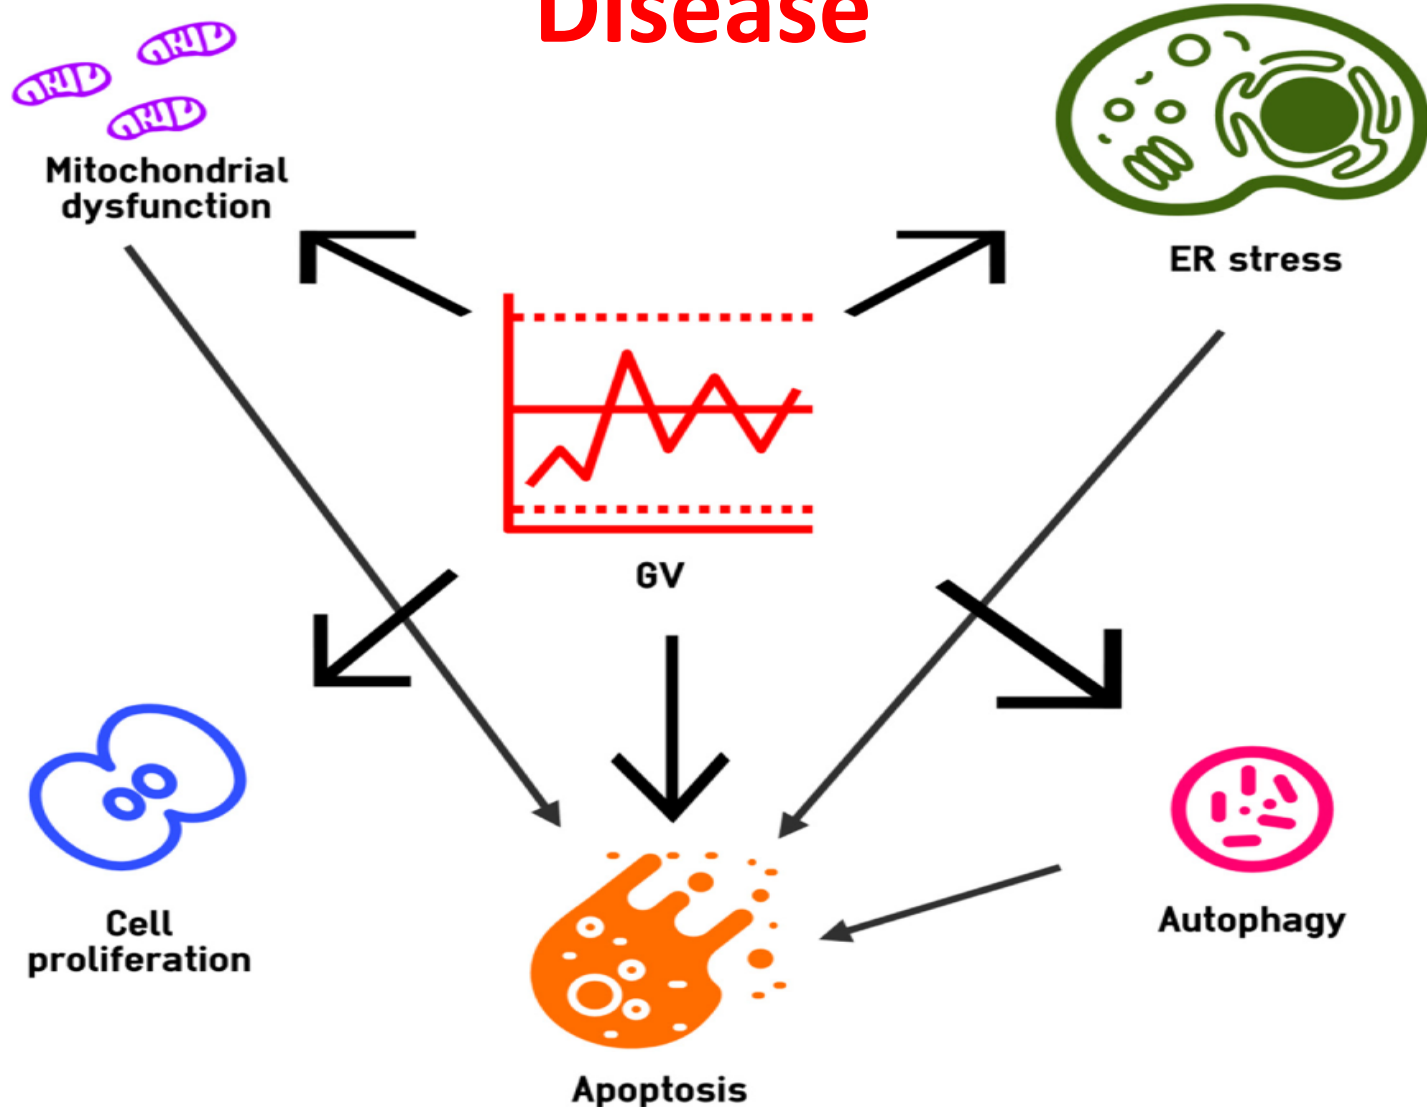 Disease
Mitochondrial
dysfunction
ER stress
GV
Cell
proliferation
Autophagy
Apoptosis